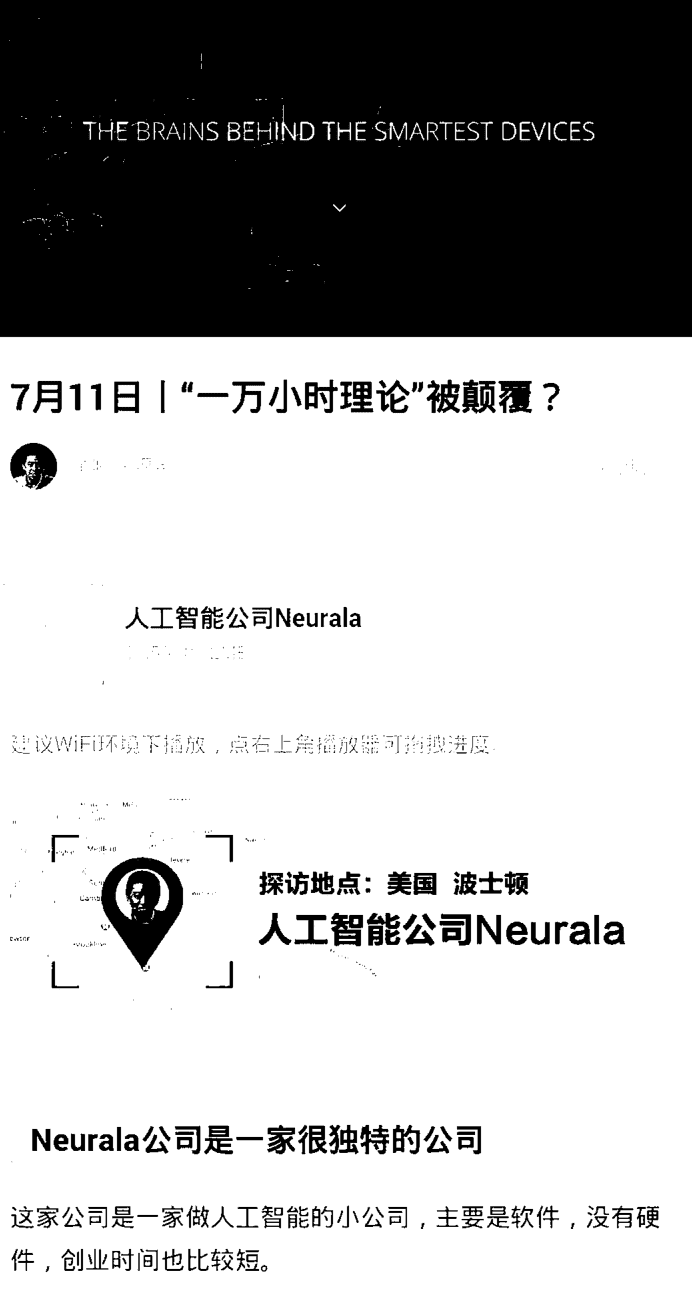 THE BRAINS BEHIND THE SMARTEST DEVICES
7月11日丨“一万小时理论”被颠覆？
人工智能公司Neurala
建议WiFi环境下播放，点右上角播放器可拖拽进度。
Medford
探访地点：美国 波士顿
人工智能公司Neurala
Neurala公司是一家很独特的公司
这家公司是一家做人工智能的小公司，主要是软件，没有硬
件，创业时间也比较短。